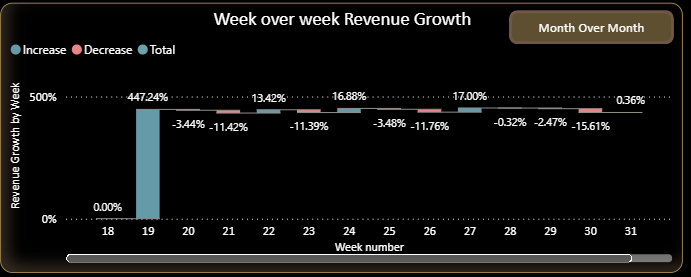 Week over week Revenue Growth
Month Over Month
Increase Decrease Total
Revenue Growth by Week
500%
0%
0.00%
447.24%
-3.44%
-11.42%
13.42%
-11.39%
16.88%
-3.48%
-11.76%
17.00%
-0.32%
-2.47%
-15.61%
0.36%
18 19 20 21 22 23 24 25 26 27 28 29 30 31
Week number